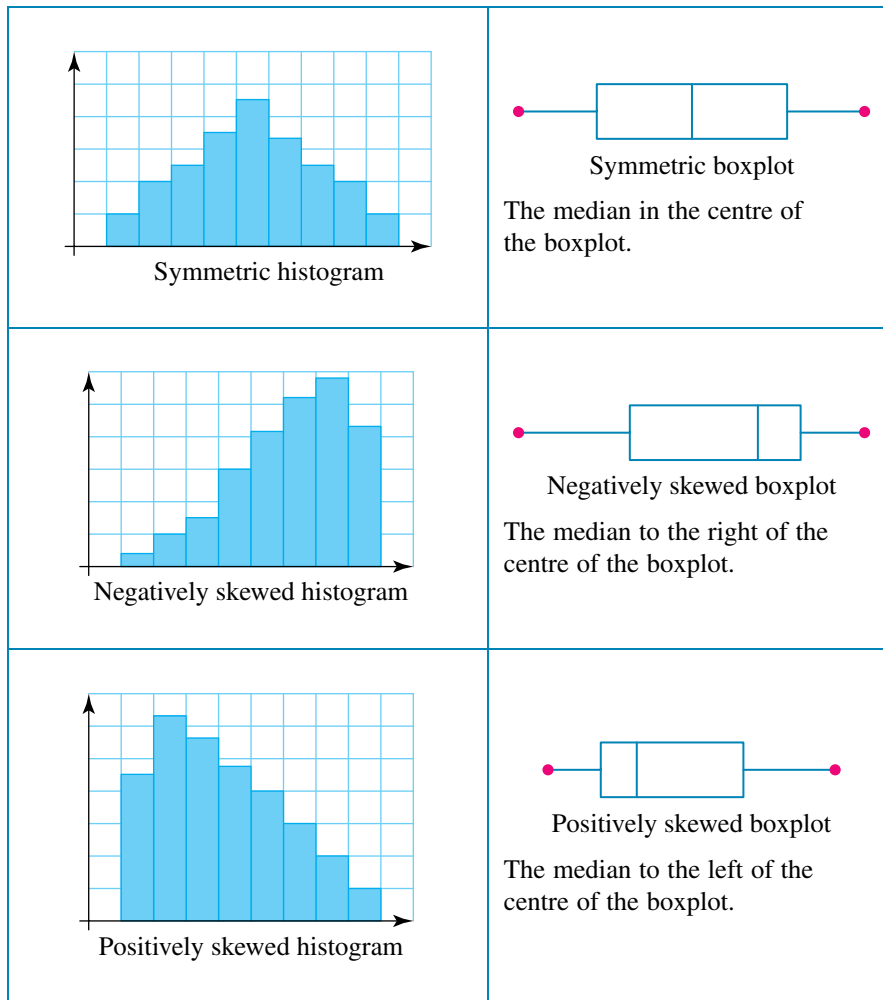 Symmetric histogram
Symmetric boxplot
The median in the centre of
the boxplot.
Negatively skewed histogram
Negatively skewed boxplot
The median to the right of the
centre of the boxplot.
Positively skewed histogram
Positively skewed boxplot
The median to the left of the
centre of the boxplot.